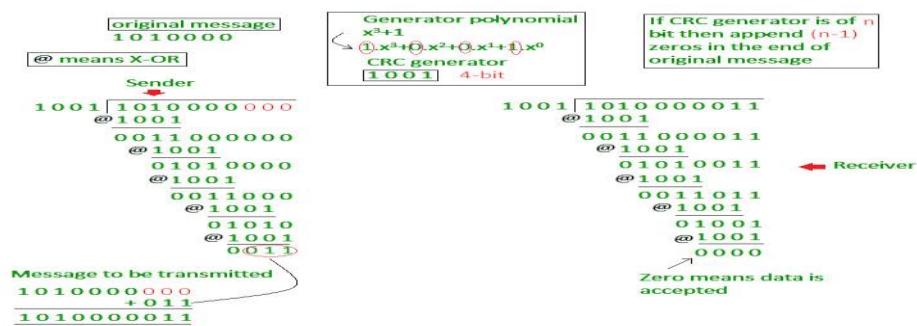 original message
1010000
@ means X-OR
Generator polynomial
x³+1
1.x³+0.x²+0.x¹+1.x⁰
CRC generator
1001 4-bit
If CRC generator is of n
bit then append (n-1)
zeros in the end of
original message
Sender
1001 1010000000
@1001
0011000000
@1001
01010000
@1001
0011000
@1001
01010
@1001
0011
Message to be transmitted
1010000000
+011
1010000011
1001 1010000011
@1001
0011000011
@1001
01010011
@1001
0011011
@1001
01001
@1001
0000
Receiver
Zero means data is
accepted